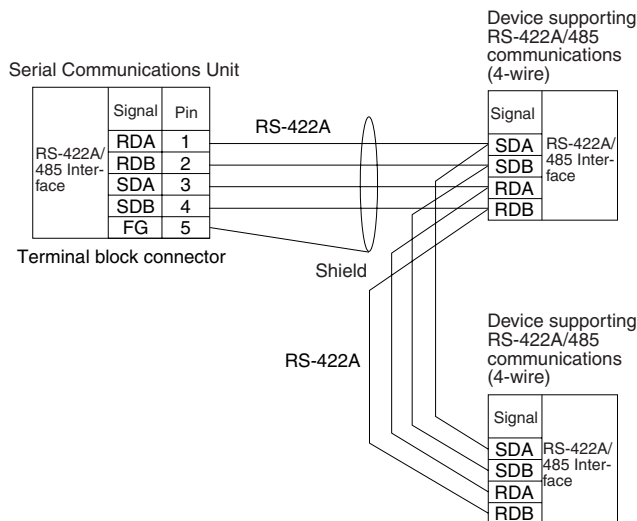 Device supporting
RS-422A/485
communications
(4-wire)
Serial Communications Unit
Signal Pin
RS-422A/
485 Inter-
face
RDA 1
RDB 2
SDA 3
SDB 4
FG 5
Terminal block connector
RS-422A
Shield
Signal
SDA
SDB
RDA
RDB
RS-422A/
485 Inter-
face
RS-422A
Device supporting
RS-422A/485
communications
(4-wire)
Signal
SDA
SDB
RDA
RDB
RS-422A/
485 Inter-
face